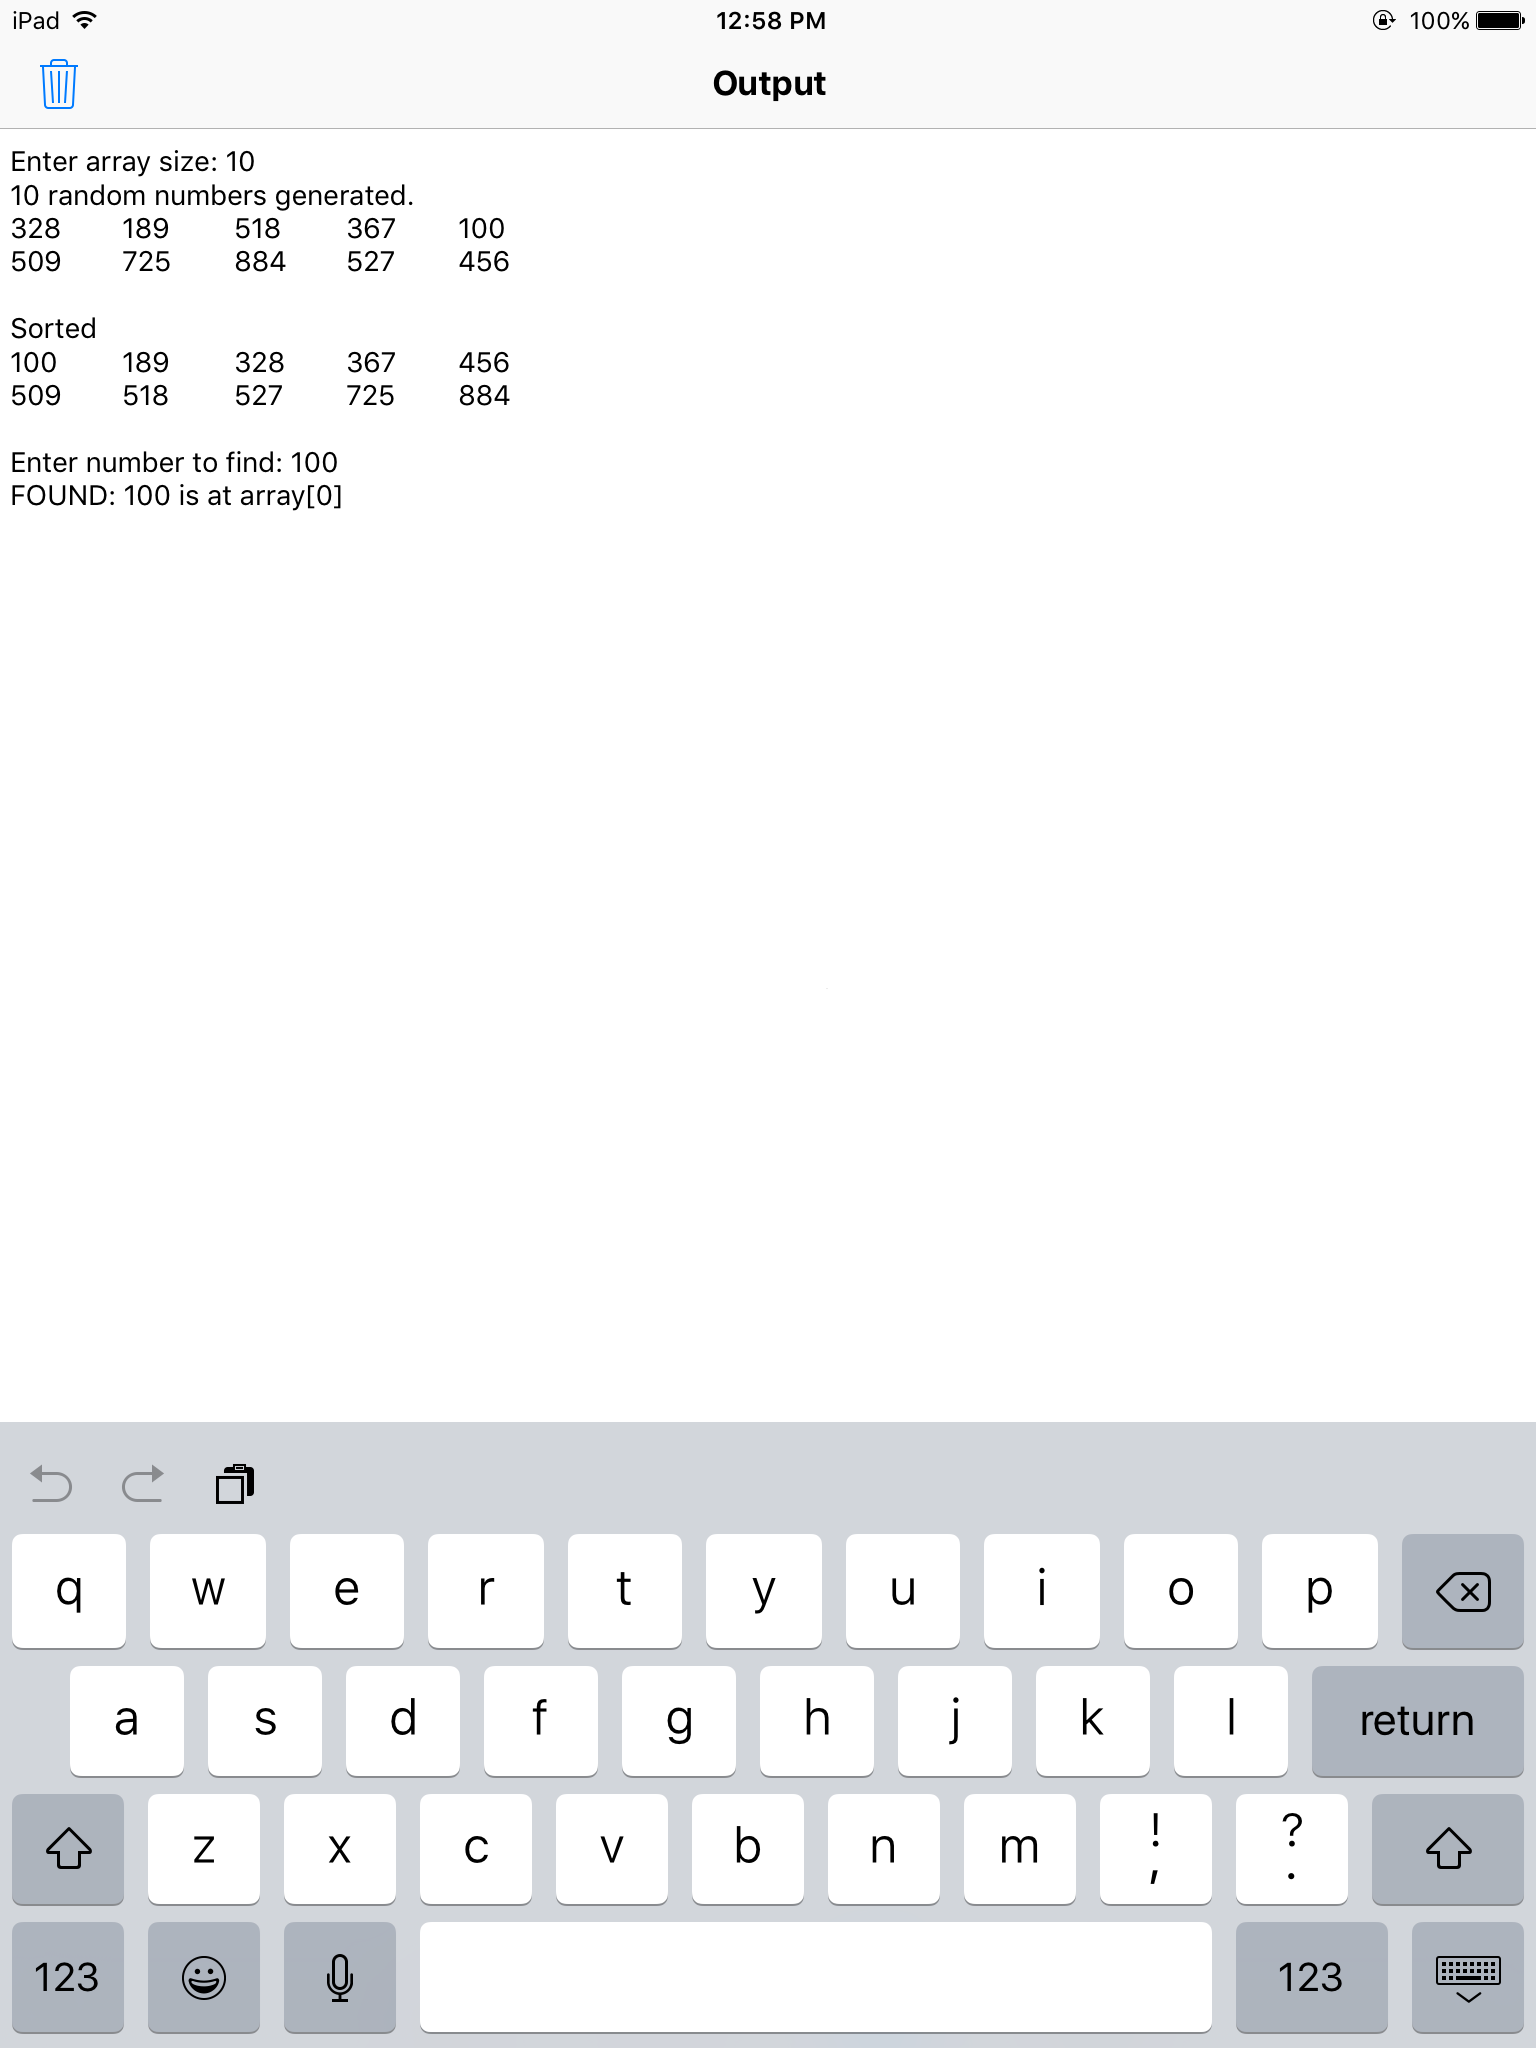 iPad 12:58 PM 100%
Output
Enter array size: 10
10 random numbers generated.
328 189 518 367 100
509 725 884 527 456
Sorted
100 189 328 367 456
509 518 527 725 884
Enter number to find: 100
FOUND: 100 is at array[0]
q w e r t y u i o p
a s d f g h j k l return
z x c v b n m ! , ? .
123 123